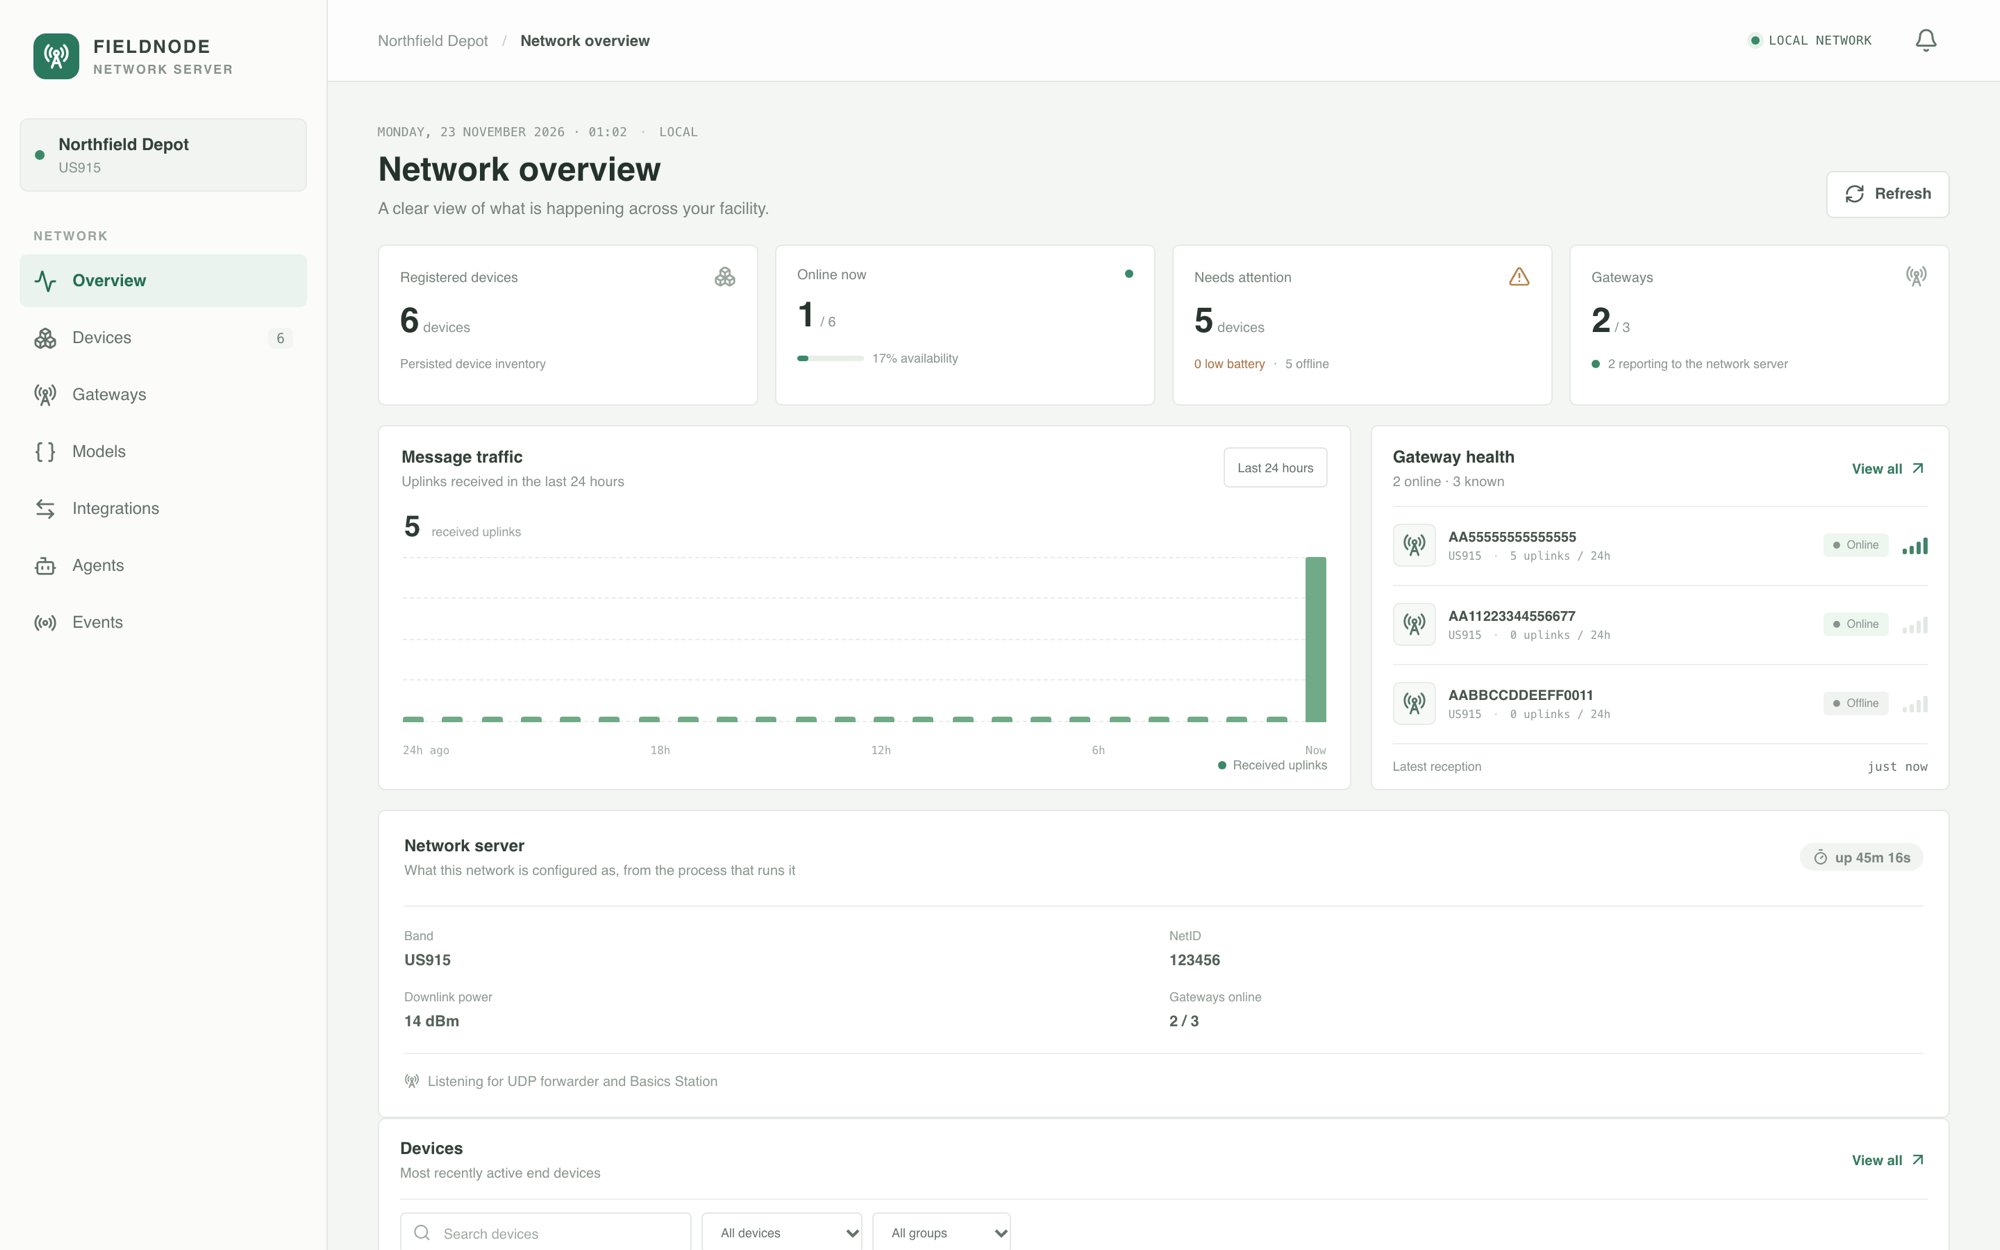 FIELDNODE
NETWORK SERVER
Northfield Depot
US915
NETWORK
Overview
Devices 6
Gateways
Models
Integrations
Agents
Events
Northfield Depot / Network overview
LOCAL NETWORK
MONDAY, 23 NOVEMBER 2026 · 01:02 · LOCAL
Network overview
A clear view of what is happening across your facility.
Refresh
Registered devices
6 devices
Persisted device inventory
Online now
1 / 6
17% availability
Needs attention
5 devices
0 low battery · 5 offline
Gateways
2 / 3
2 reporting to the network server
Message traffic
Uplinks received in the last 24 hours
Last 24 hours
5 received uplinks
24h ago 18h 12h 6h Now
Received uplinks
Gateway health
2 online · 3 known
View all
AA55555555555555
US915 · 5 uplinks / 24h
Online
AA11223344556677
US915 · 0 uplinks / 24h
Online
AABBCCDDEEFF0011
US915 · 0 uplinks / 24h
Offline
Latest reception just now
Network server
What this network is configured as, from the process that runs it
up 45m 16s
Band
US915
NetID
123456
Downlink power
14 dBm
Gateways online
2 / 3
Listening for UDP forwarder and Basics Station
Devices
Most recently active end devices
View all
Search devices
All devices
All groups